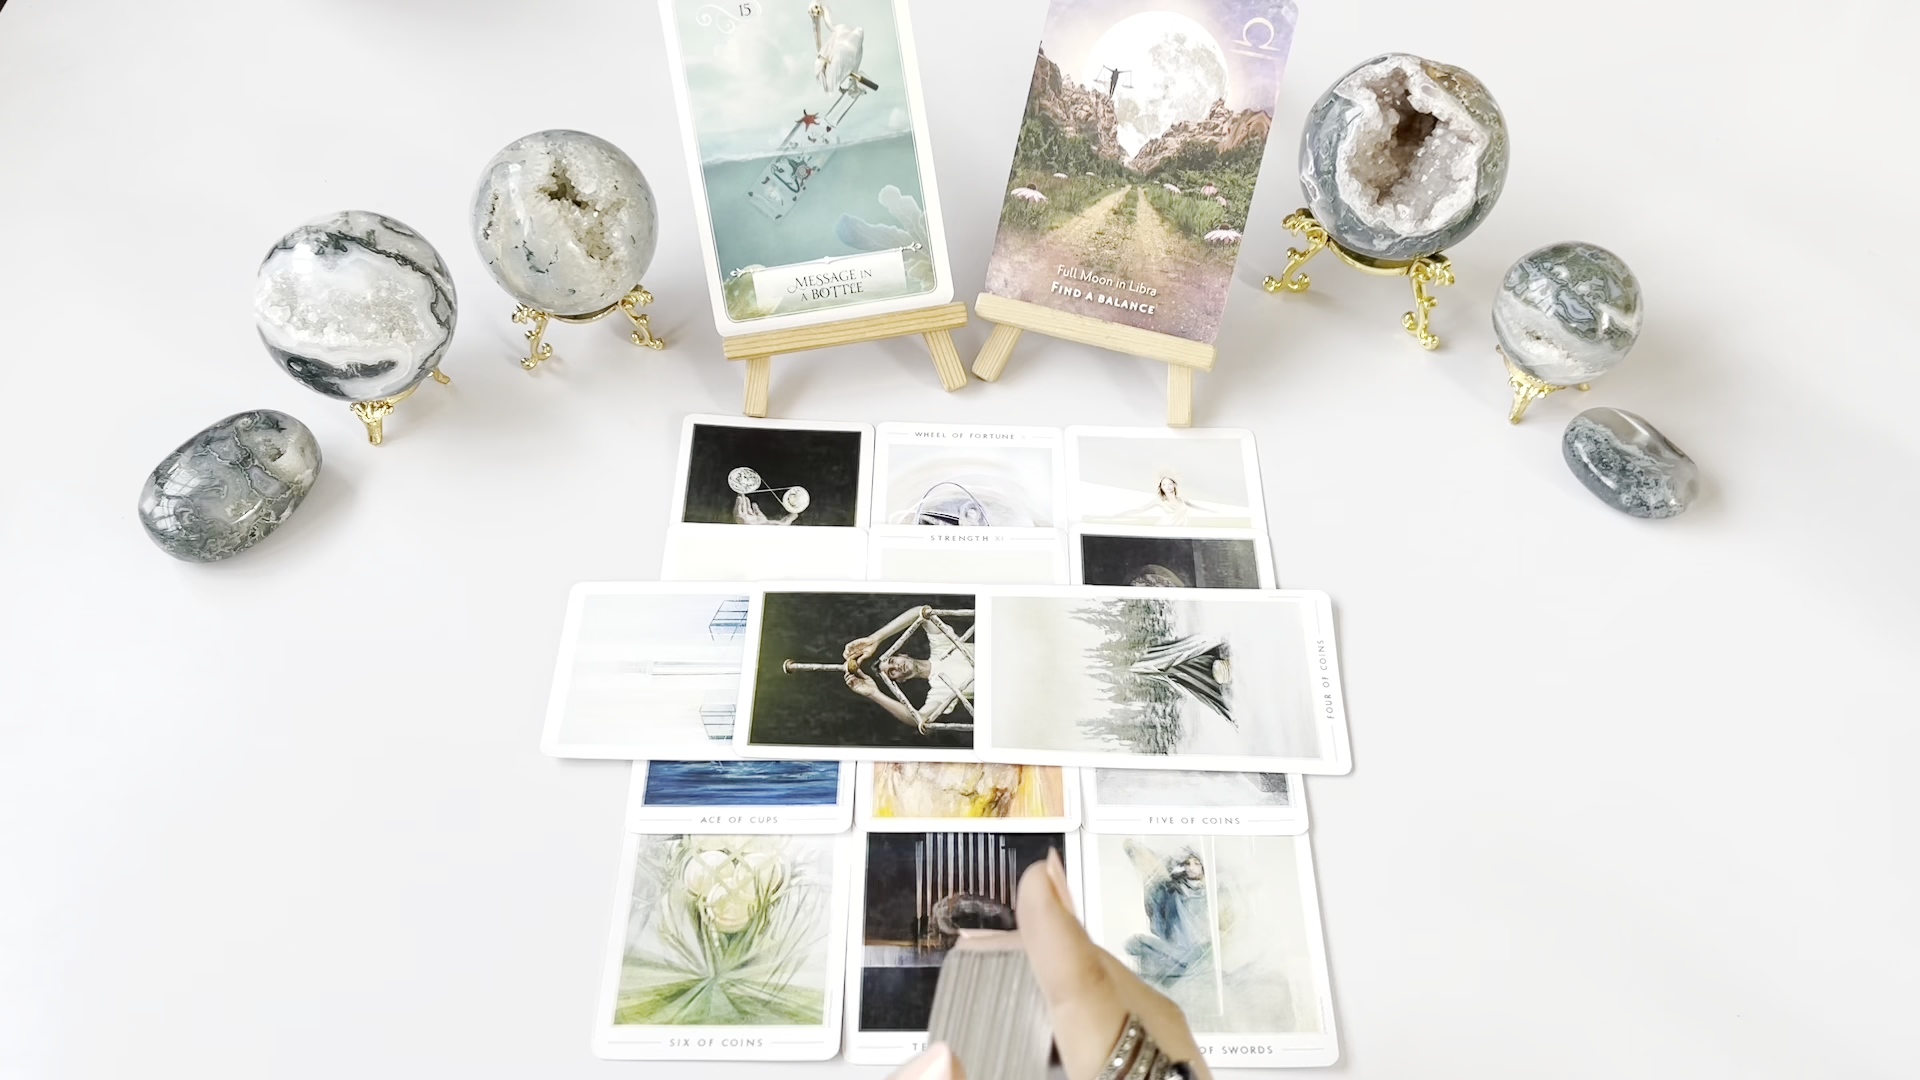 15
MESSAGE IN
A BOTTLE
Full Moon in Libra
FIND A BALANCE
WHEEL OF FORTUNE X
STRENGTH XI
FOUR OF COINS
ACE OF CUPS
FIVE OF COINS
SIX OF COINS
TE
OF SWORDS